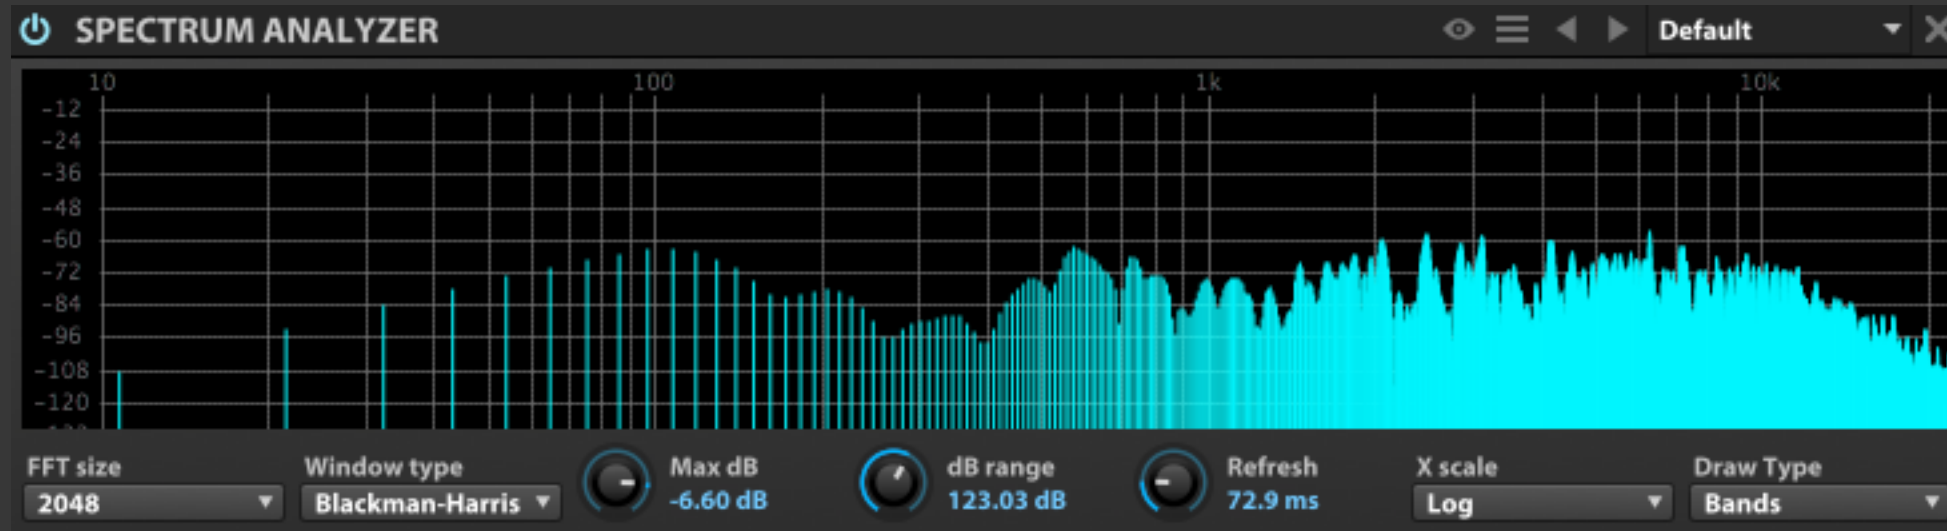 SPECTRUM ANALYZER Default
10 100 1k 10k
-12
-24
-36
-48
-60
-72
-84
-96
-108
-120
FFT size Window type Max dB dB range Refresh X scale Draw Type
2048 Blackman-Harris -6.60 dB 123.03 dB 72.9 ms Log Bands